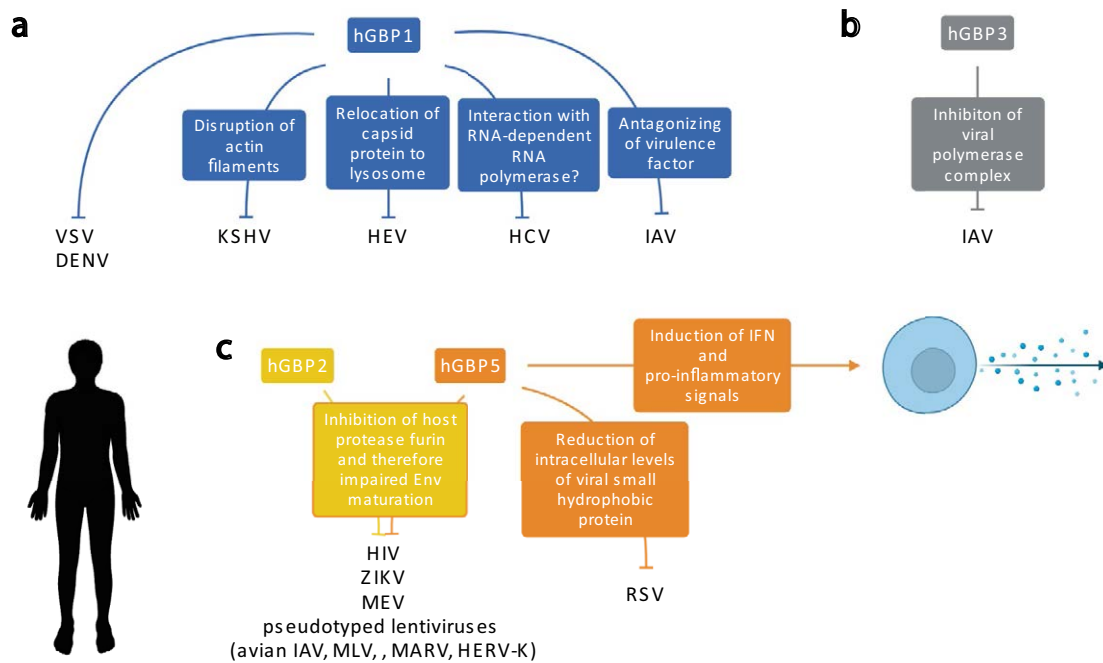 a
hGBP1
Disruption of
actin
filaments
Relocation of
capsid
protein to
lysosome
Interaction with
RNA-dependent
RNA
polymerase?
Antagonizing
of virulence
factor
VSV
DENV
KSHV
HEV
HCV
IAV
b
hGBP3
Inhibiton of
viral
polymerase
complex
IAV
c
hGBP2
hGBP5
Induction of IFN
and
pro-inflammatory
signals
Inhibition of host
protease furin
and therefore
impaired Env
maturation
Reduction of
intracellular levels
of viral small
hydrophobic
protein
HIV
ZIKV
MEV
pseudotyped lentiviruses
(avian IAV, MLV, , MARV, HERV-K)
RSV